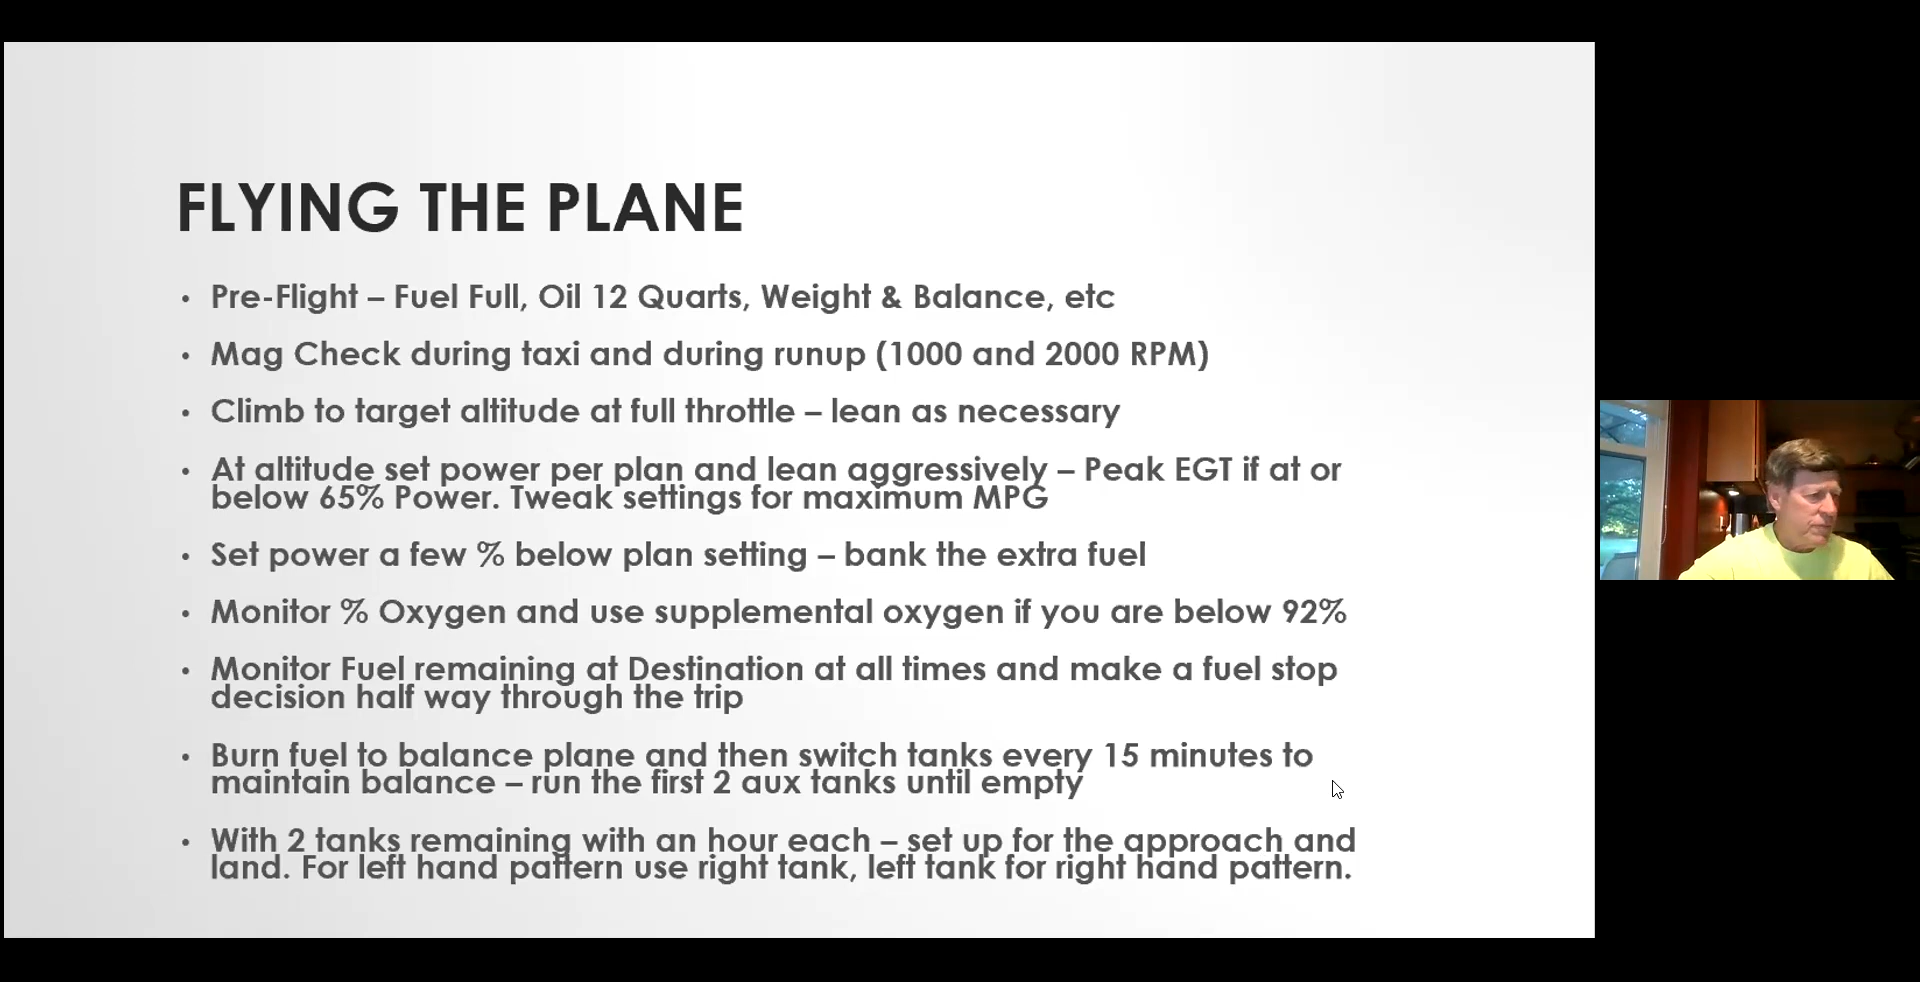 FLYING THE PLANE
• Pre-Flight – Fuel Full, Oil 12 Quarts, Weight & Balance, etc
• Mag Check during taxi and during runup (1000 and 2000 RPM)
• Climb to target altitude at full throttle – lean as necessary
• At altitude set power per plan and lean aggressively – Peak EGT if at or
below 65% Power. Tweak settings for maximum MPG
• Set power a few % below plan setting – bank the extra fuel
• Monitor % Oxygen and use supplemental oxygen if you are below 92%
• Monitor Fuel remaining at Destination at all times and make a fuel stop
decision half way through the trip
• Burn fuel to balance plane and then switch tanks every 15 minutes to
maintain balance – run the first 2 aux tanks until empty
• With 2 tanks remaining with an hour each – set up for the approach and
land. For left hand pattern use right tank, left tank for right hand pattern.